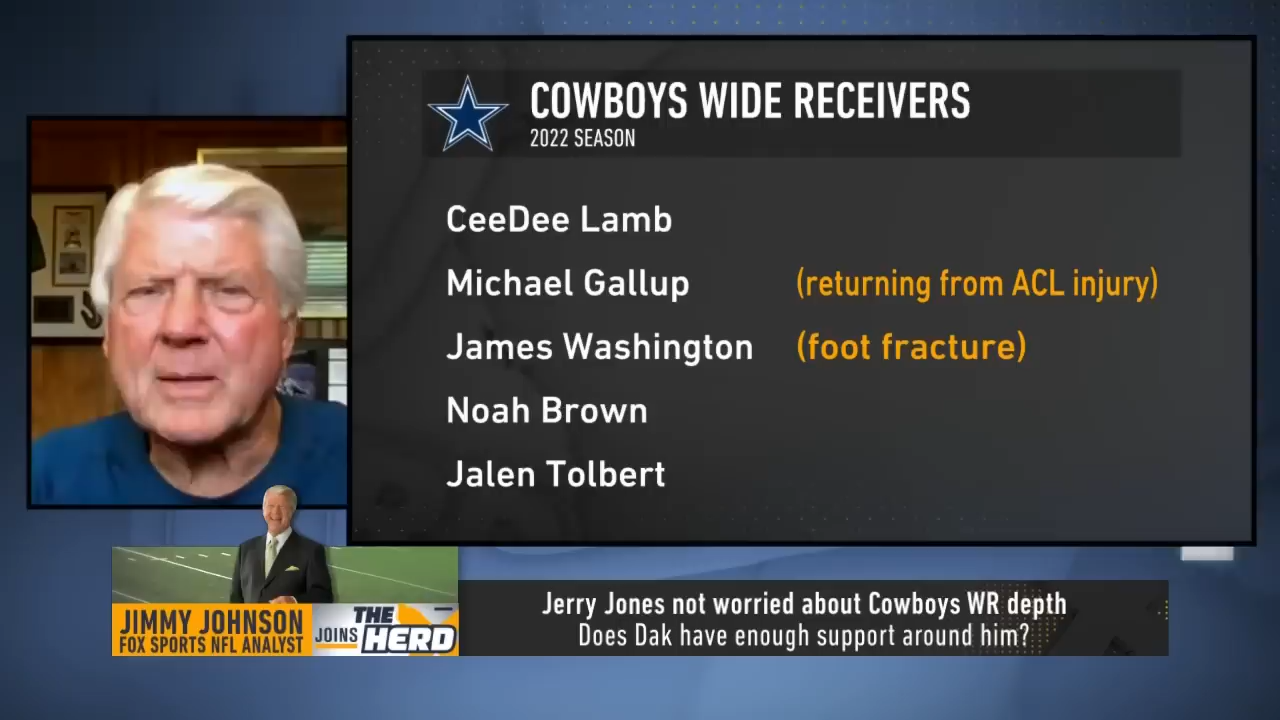 COWBOYS WIDE RECEIVERS
2022 SEASON
CeeDee Lamb
Michael Gallup (returning from ACL injury)
James Washington (foot fracture)
Noah Brown
Jalen Tolbert
JIMMY JOHNSON
FOX SPORTS NFL ANALYST
JOINS
THE
HERD
Jerry Jones not worried about Cowboys WR depth
Does Dak have enough support around him?